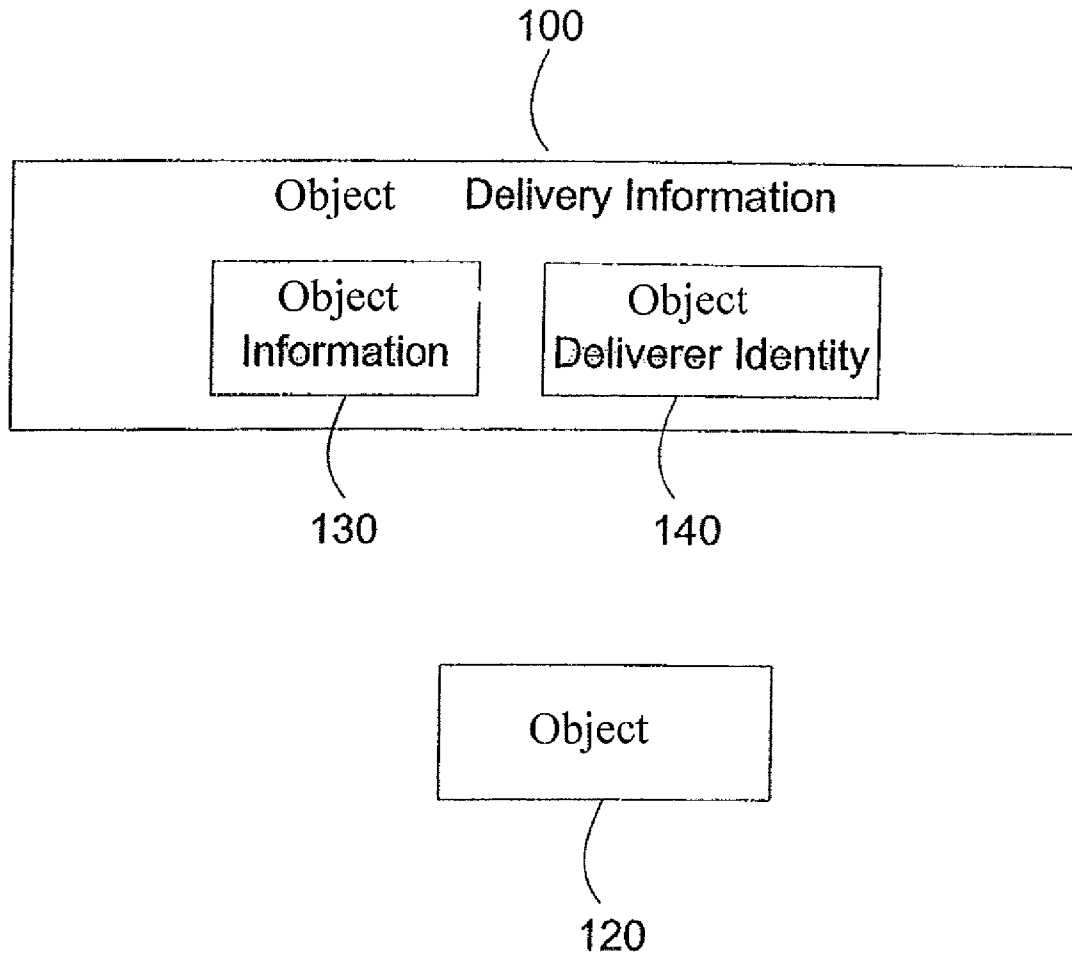 100
Object Delivery Information
Object
Information
Object
Deliverer Identity
130
140
Object
120